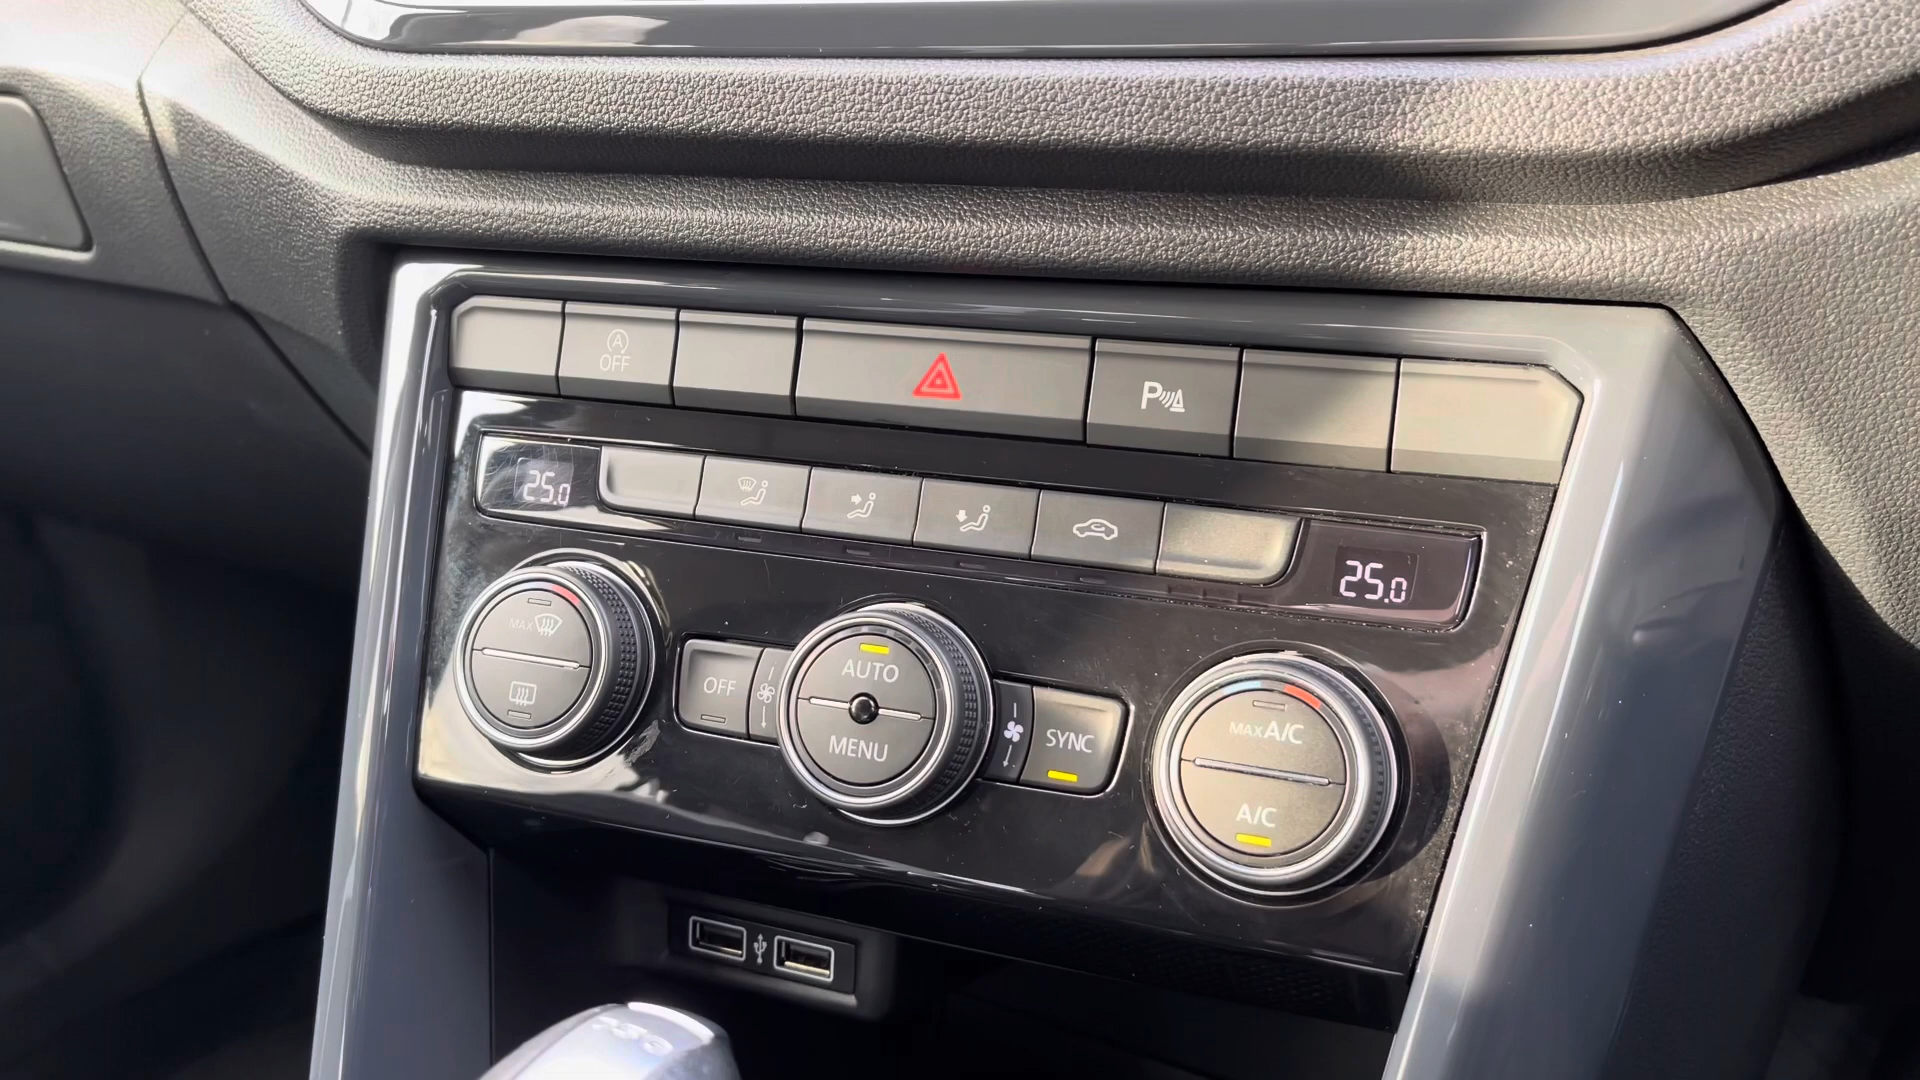 A
OFF
P
25.0
25.0
MAX
OFF
AUTO
MENU
SYNC
MAX A/C
A/C